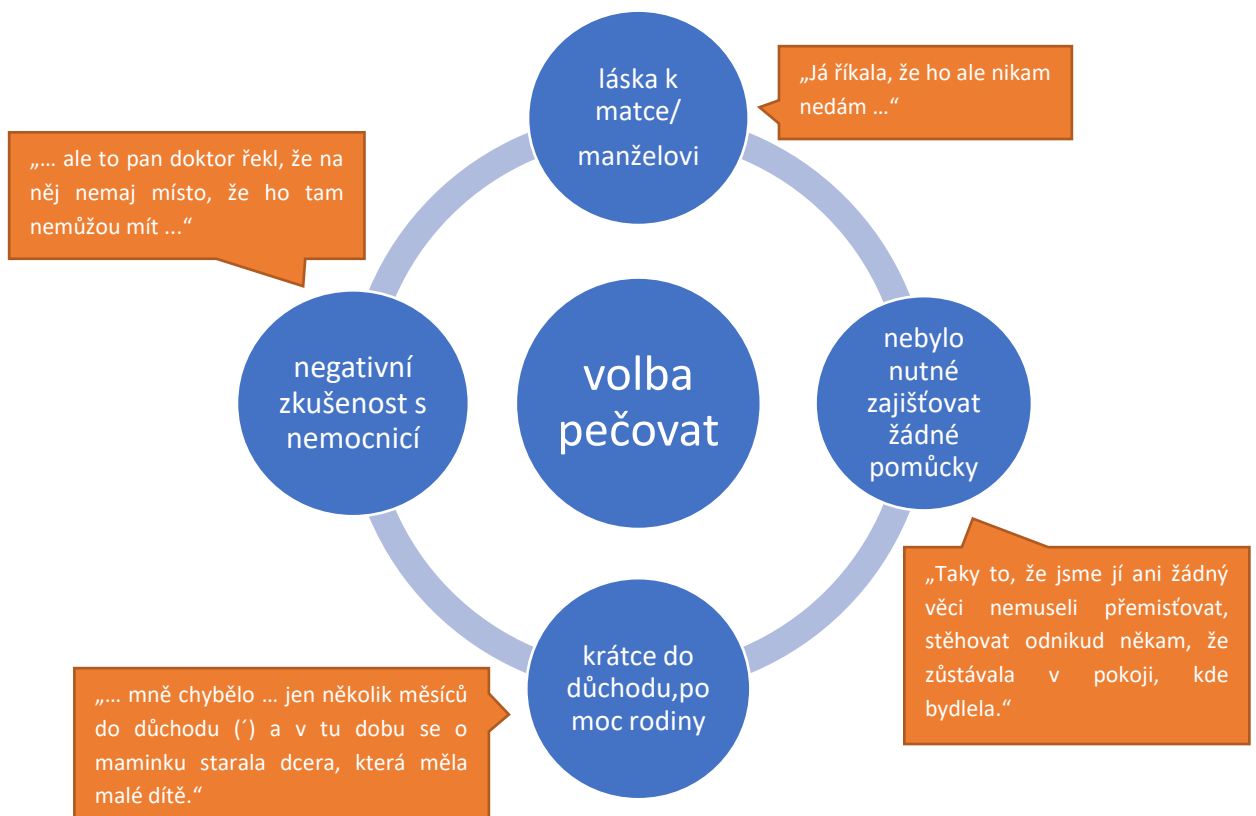 láska k
matce/
manželovi
„Já říkala, že ho ale nikam
nedám …“
„… ale to pan doktor řekl, že na
něj nemaj místo, že ho tam
nemůžou mít ...“
negativní
zkušenost s
nemocnicí
volba
pečovat
nebylo
nutné
zajišťovat
žádné
pomůcky
„Taky to, že jsme jí ani žádný
věci nemuseli přemisťovat,
stěhovat odnikud někam, že
zůstávala v pokoji, kde
bydlela.“
krátce do
důchodu,po
moc rodiny
„… mně chybělo … jen několik měsíců
do důchodu (´) a v tu dobu se o
maminku starala dcera, která měla
malé dítě.“